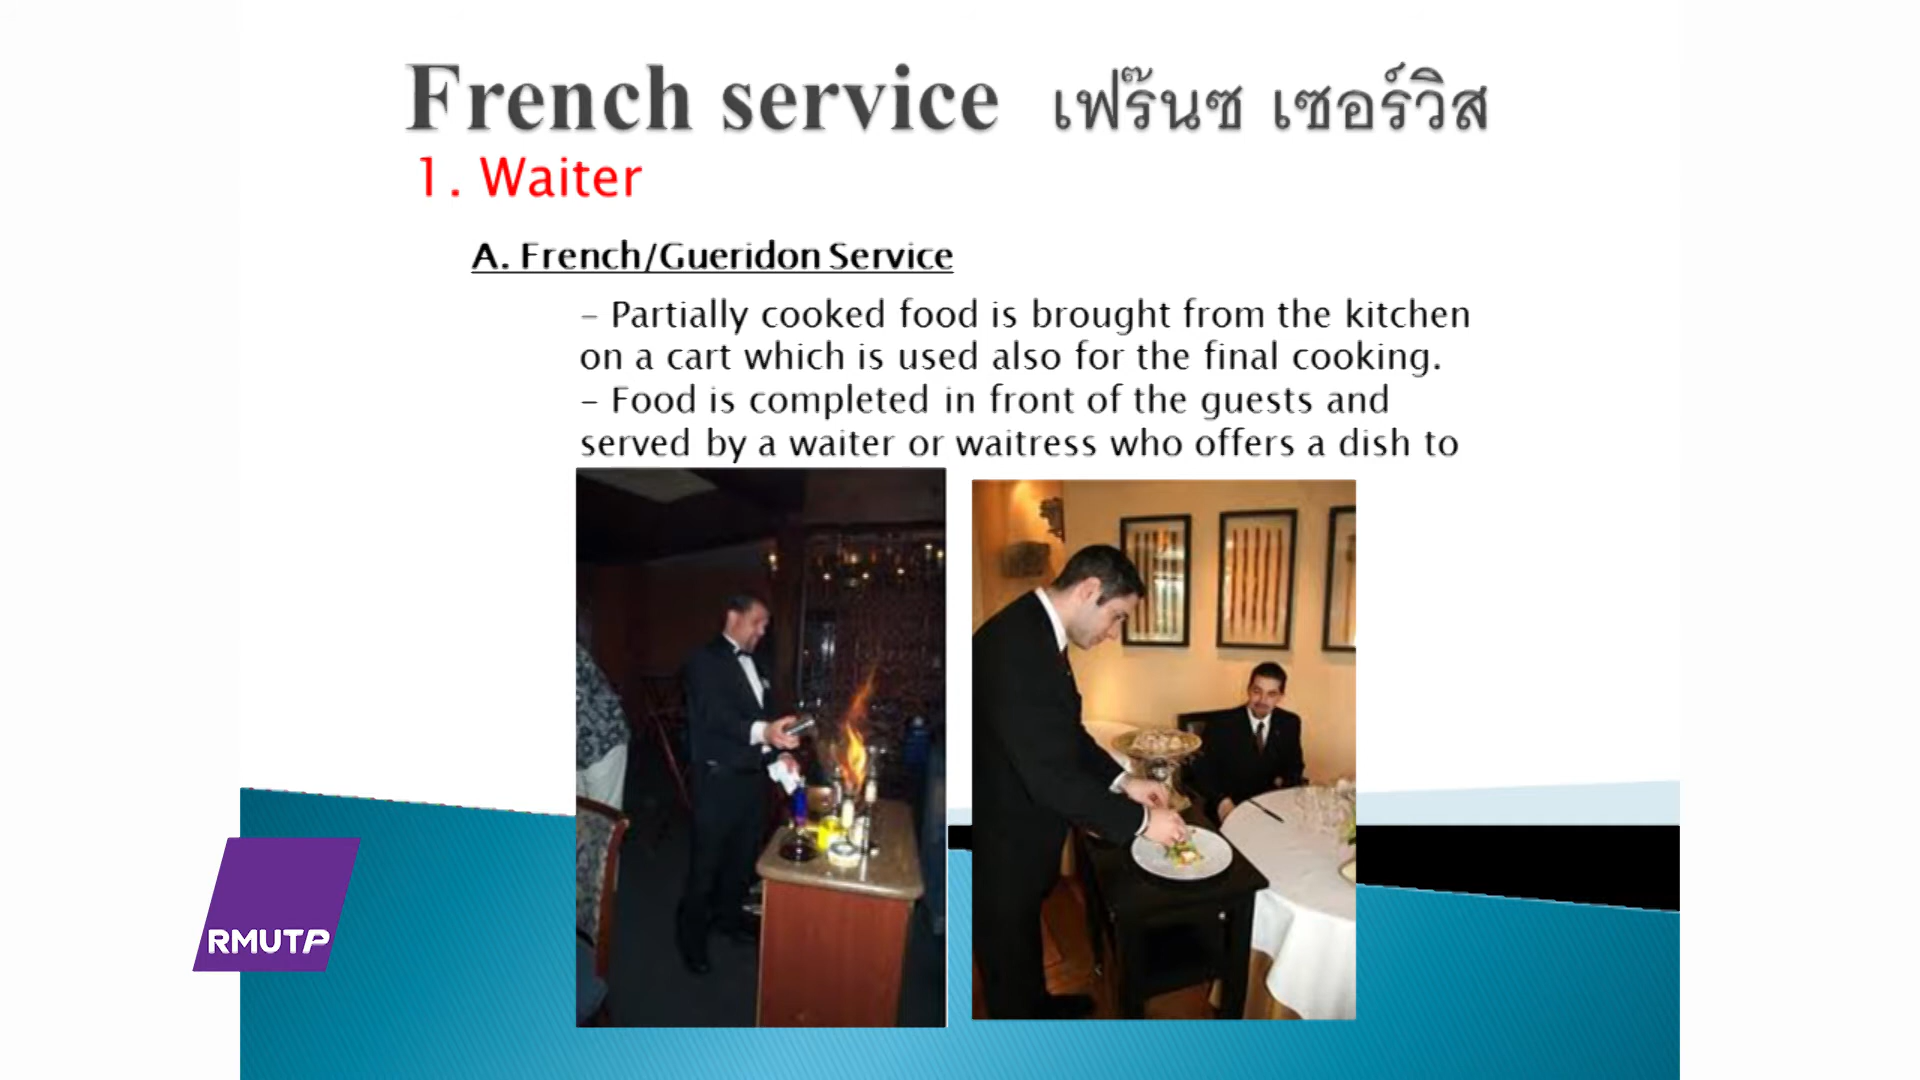 French service เฟร๊นซ เซอร์วิส
1. Waiter
A. French/Gueridon Service
– Partially cooked food is brought from the kitchen
on a cart which is used also for the final cooking.
– Food is completed in front of the guests and
served by a waiter or waitress who offers a dish to
RMUTP